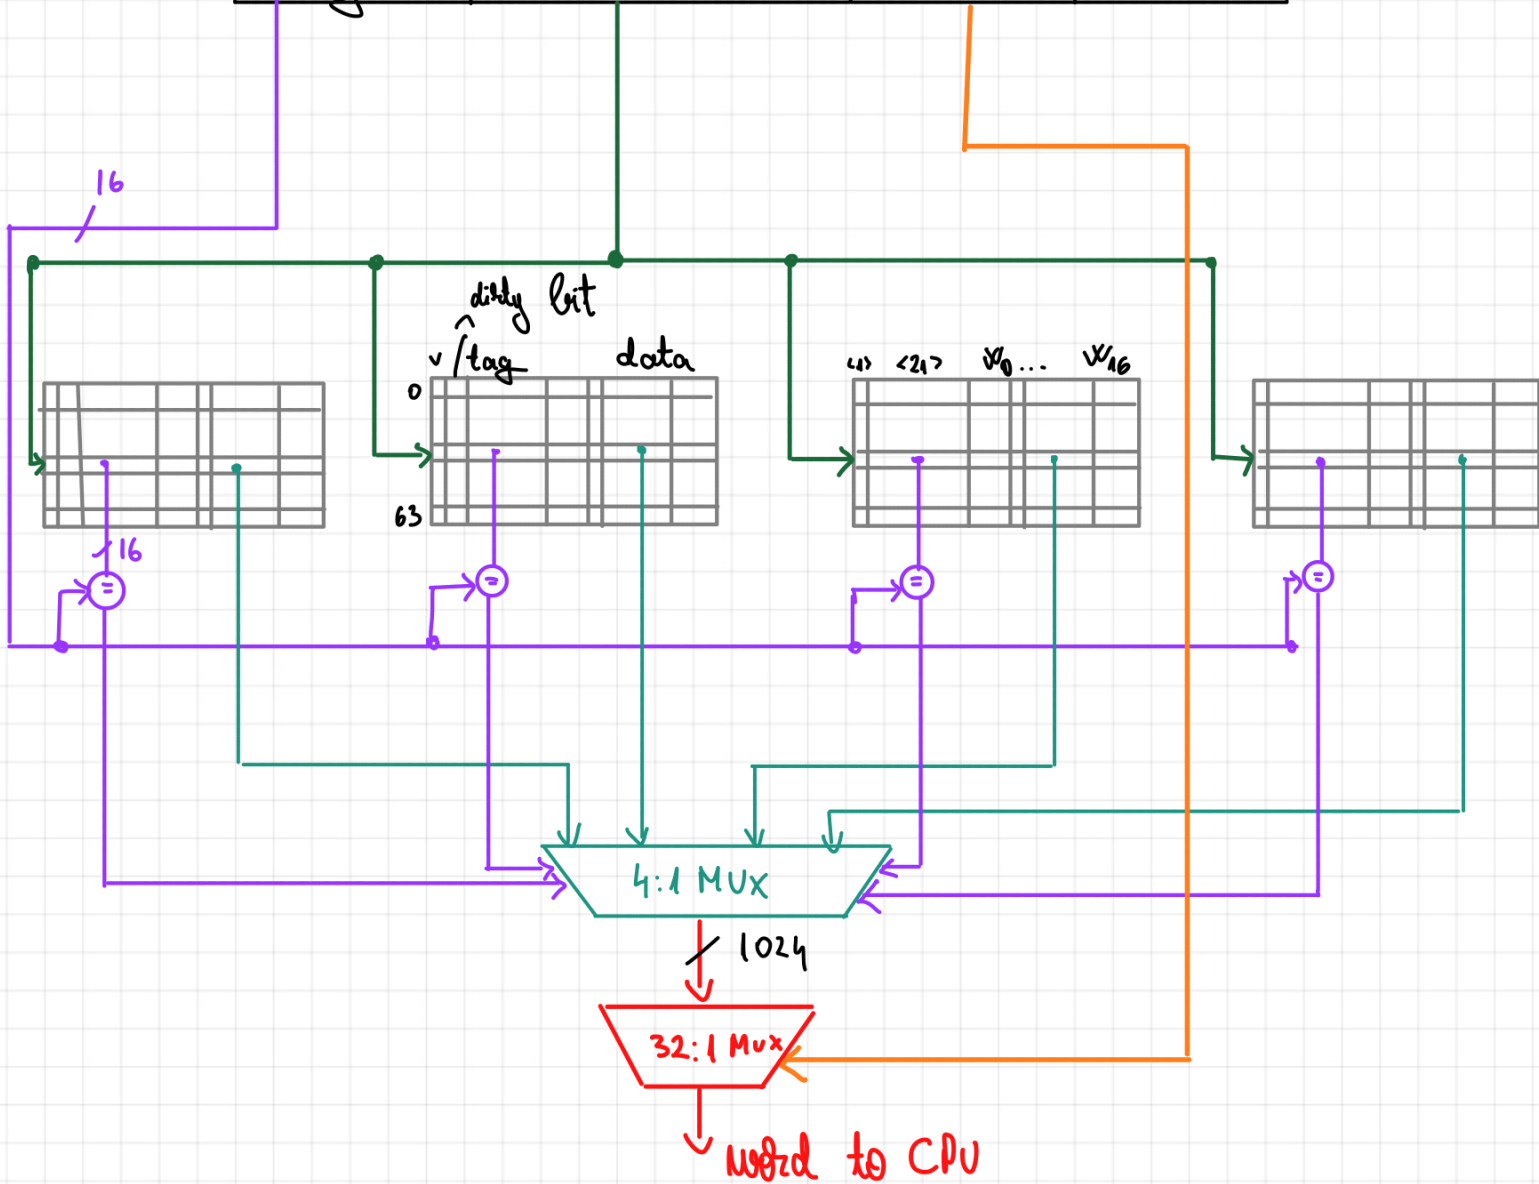 16
dirty bit
v tag data
<1> <21> W0 ... W16
0
63
16
= = = =
4:1 MUX
1024
32:1 Mux
word to CPU